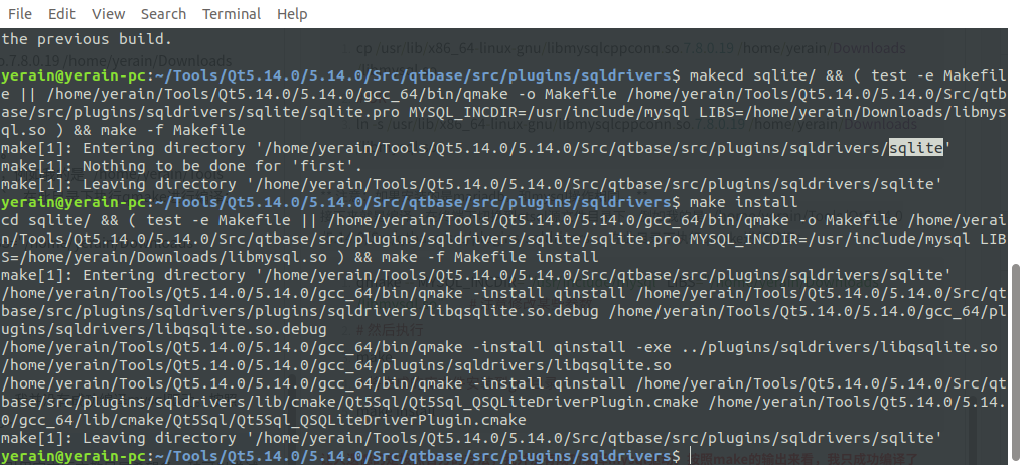 File Edit View Search Terminal Help
the previous build.
yerain@yerain-pc:~/Tools/Qt5.14.0/5.14.0/Src/qtbase/src/plugins/sqldrivers$ makecd sqlite/ && ( test -e Makefil
e || /home/yerain/Tools/Qt5.14.0/5.14.0/gcc_64/bin/qmake -o Makefile /home/yerain/Tools/Qt5.14.0/5.14.0/Src/qtb
ase/src/plugins/sqldrivers/sqlite/sqlite.pro MYSQL_INCDIR=/usr/include/mysql LIBS=/home/yerain/Downloads/libmys
ql.so ) && make -f Makefile
make[1]: Entering directory '/home/yerain/Tools/Qt5.14.0/5.14.0/Src/qtbase/src/plugins/sqldrivers/sqlite'
make[1]: Nothing to be done for 'first'.
make[1]: Leaving directory '/home/yerain/Tools/Qt5.14.0/5.14.0/Src/qtbase/src/plugins/sqldrivers/sqlite'
yerain@yerain-pc:~/Tools/Qt5.14.0/5.14.0/Src/qtbase/src/plugins/sqldrivers$ make install
cd sqlite/ && ( test -e Makefile || /home/yerain/Tools/Qt5.14.0/5.14.0/gcc_64/bin/qmake -o Makefile /home/yerai
n/Tools/Qt5.14.0/5.14.0/Src/qtbase/src/plugins/sqldrivers/sqlite/sqlite.pro MYSQL_INCDIR=/usr/include/mysql LIB
S=/home/yerain/Downloads/libmysql.so ) && make -f Makefile install
make[1]: Entering directory '/home/yerain/Tools/Qt5.14.0/5.14.0/Src/qtbase/src/plugins/sqldrivers/sqlite'
/home/yerain/Tools/Qt5.14.0/5.14.0/gcc_64/bin/qmake -install qinstall /home/yerain/Tools/Qt5.14.0/5.14.0/Src/qt
base/src/plugins/sqldrivers/plugins/sqldrivers/libqsqlite.so.debug /home/yerain/Tools/Qt5.14.0/5.14.0/gcc_64/pl
ugins/sqldrivers/libqsqlite.so.debug
/home/yerain/Tools/Qt5.14.0/5.14.0/gcc_64/bin/qmake -install qinstall -exe ../plugins/sqldrivers/libqsqlite.so
/home/yerain/Tools/Qt5.14.0/5.14.0/gcc_64/plugins/sqldrivers/libqsqlite.so
/home/yerain/Tools/Qt5.14.0/5.14.0/gcc_64/bin/qmake -install qinstall /home/yerain/Tools/Qt5.14.0/5.14.0/Src/qt
base/src/plugins/sqldrivers/lib/cmake/Qt5Sql/Qt5Sql_QSQLiteDriverPlugin.cmake /home/yerain/Tools/Qt5.14.0/5.14.
0/gcc_64/lib/cmake/Qt5Sql/Qt5Sql_QSQLiteDriverPlugin.cmake
make[1]: Leaving directory '/home/yerain/Tools/Qt5.14.0/5.14.0/Src/qtbase/src/plugins/sqldrivers/sqlite'
yerain@yerain-pc:~/Tools/Qt5.14.0/5.14.0/Src/qtbase/src/plugins/sqldrivers$